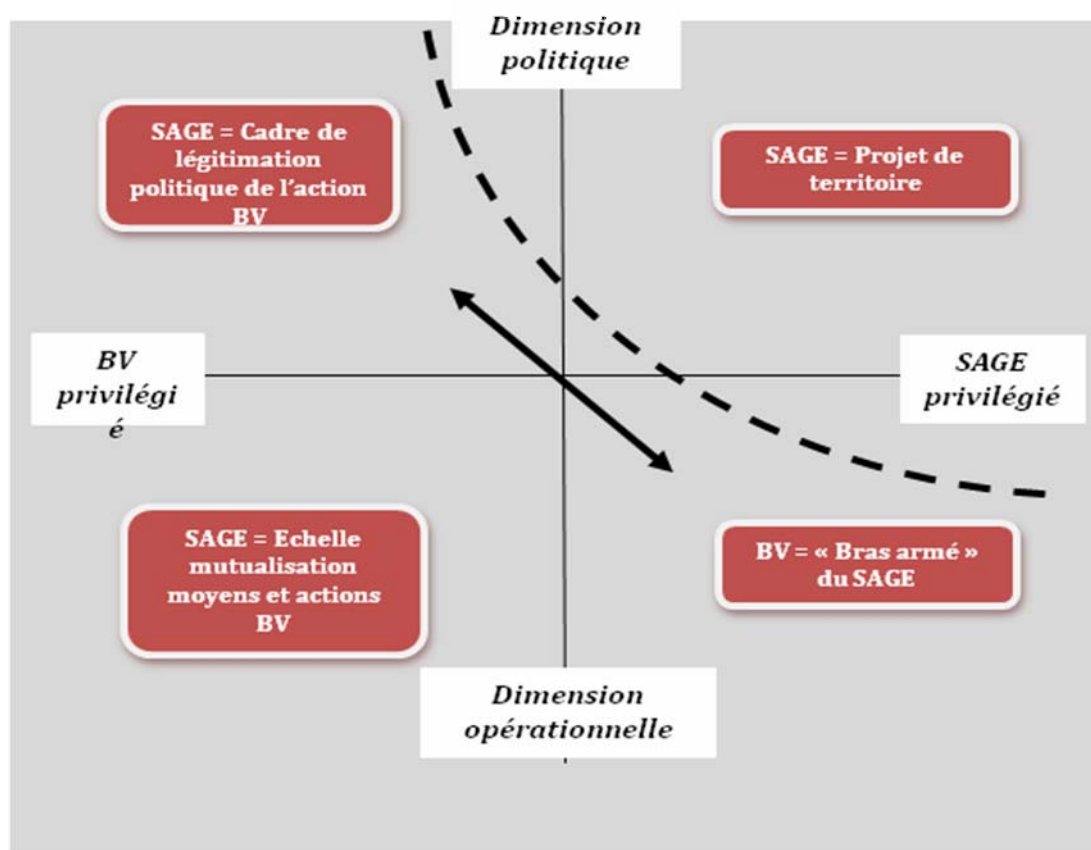 Dimension
politique
SAGE = Cadre de
légitimation
politique de l’action
BV
SAGE = Projet de
territoire
BV
privilégi
é
SAGE
privilégié
SAGE = Echelle
mutualisation
moyens et actions
BV
BV = « Bras armé »
du SAGE
Dimension
opérationnelle